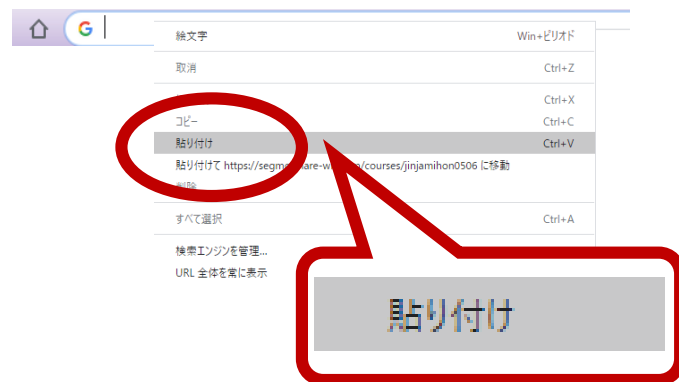 絵文字 Win+ピリオド
取消 Ctrl+Z
Ctrl+X
コピー Ctrl+C
貼り付け Ctrl+V
貼り付けて https://segma are-w m/courses/jinjamihon0506 に移動
削除
すべて選択 Ctrl+A
検索エンジンを管理...
URL 全体を常に表示
貼り付け